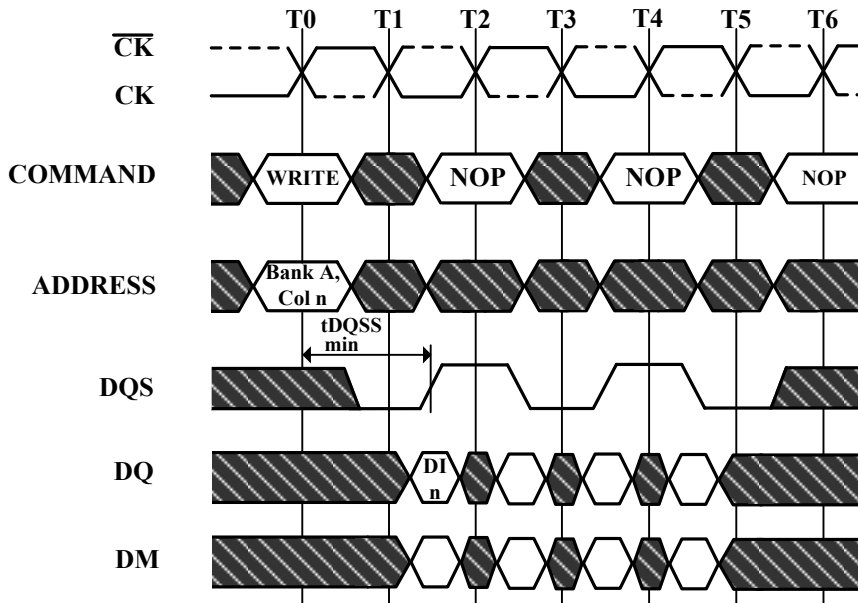 T0 T1 T2 T3 T4 T5 T6
CK
CK
COMMAND
WRITE NOP NOP NOP
ADDRESS
Bank A,
Col n
tDQSS
min
DQS
DQ
DI
n
DM